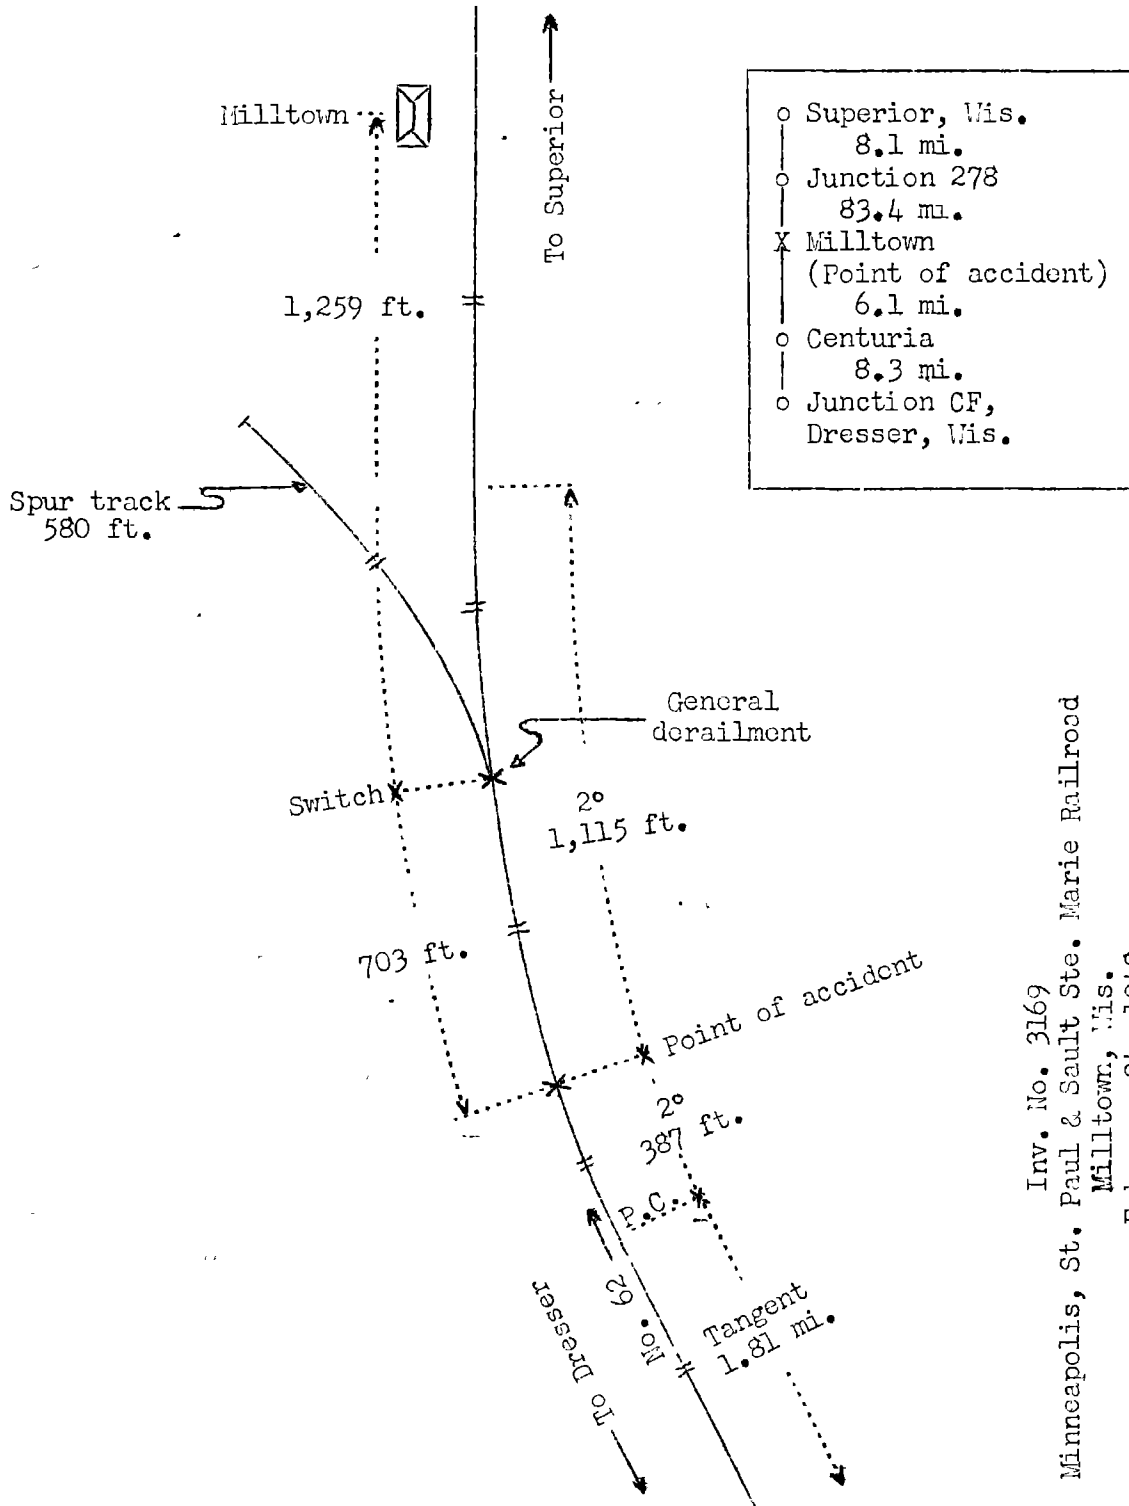 Milltown
To Superior
Superior, Wis.
8.1 mi.
Junction 278
83.4 mi.
X Milltown
(Point of accident)
6.1 mi.
Centuria
8.3 mi.
Junction CF,
Dresser, Wis.
1,259 ft.
Spur track
580 ft.
General
derailment
Switch
2°
1,115 ft.
703 ft.
Point of accident
2°
387 ft.
P.C.
No. 62
To Dresser
Tangent
1.81 mi.
Inv. No. 3169
Minneapolis, St. Paul & Sault Ste. Marie Railroad
Milltown, Wis.